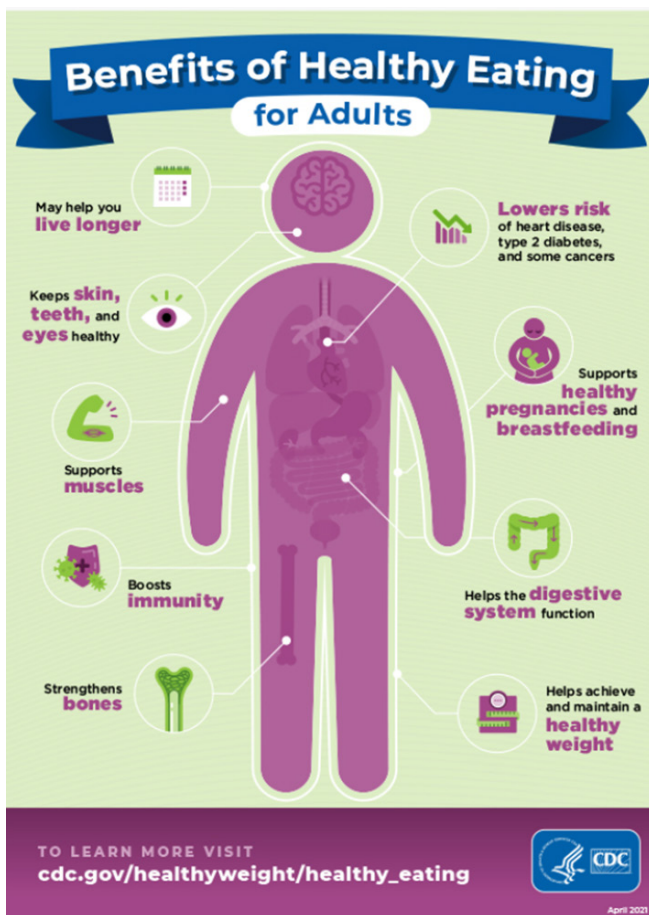 Benefits of Healthy Eating
for Adults
May help you
live longer
Keeps skin,
teeth, and
eyes healthy
Supports
muscles
Boosts
immunity
Strengthens
bones
Lowers risk
of heart disease,
type 2 diabetes,
and some cancers
Supports
healthy
pregnancies and
breastfeeding
Helps the digestive
system function
Helps achieve
and maintain a
healthy
weight
TO LEARN MORE VISIT
cdc.gov/healthyweight/healthy_eating
CDC
April 2021